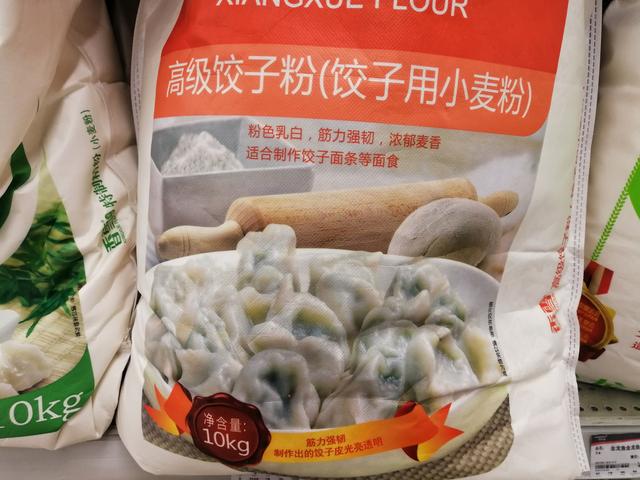 XIANGXUE FLOUR
高级饺子粉(饺子用小麦粉)
粉色乳白，筋力强韧，浓郁麦香
适合制作饺子面条等面食
净含量:
10kg
筋力强韧
制作出的饺子皮光亮透明
10kg